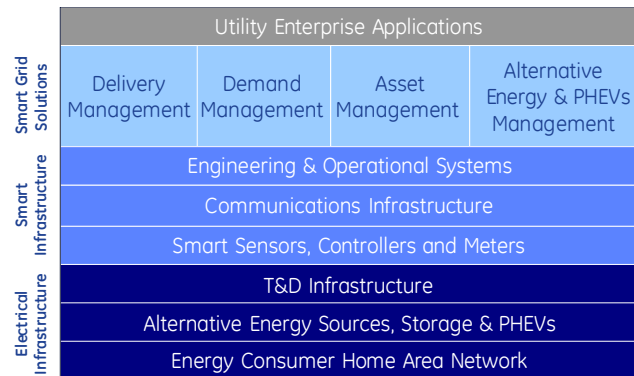 Utility Enterprise Applications
Smart Grid
Solutions
Delivery
Management
Demand
Management
Asset
Management
Alternative
Energy & PHEVs
Management
Smart
Infrastructure
Engineering & Operational Systems
Communications Infrastructure
Smart Sensors, Controllers and Meters
Electrical
Infrastructure
T&D Infrastructure
Alternative Energy Sources, Storage & PHEVs
Energy Consumer Home Area Network